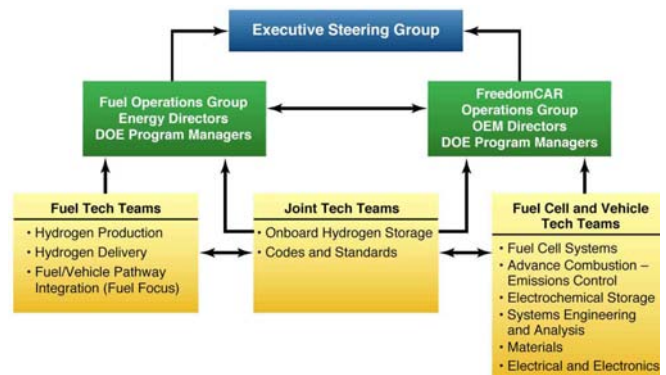 Executive Steering Group
Fuel Operations Group
Energy Directors
DOE Program Managers
FreedomCAR
Operations Group
OEM Directors
DOE Program Managers
Fuel Tech Teams
• Hydrogen Production
• Hydrogen Delivery
• Fuel/Vehicle Pathway
Integration (Fuel Focus)
Joint Tech Teams
• Onboard Hydrogen Storage
• Codes and Standards
Fuel Cell and Vehicle
Tech Teams
• Fuel Cell Systems
• Advance Combustion –
Emissions Control
• Electrochemical Storage
• Systems Engineering
and Analysis
• Materials
• Electrical and Electronics